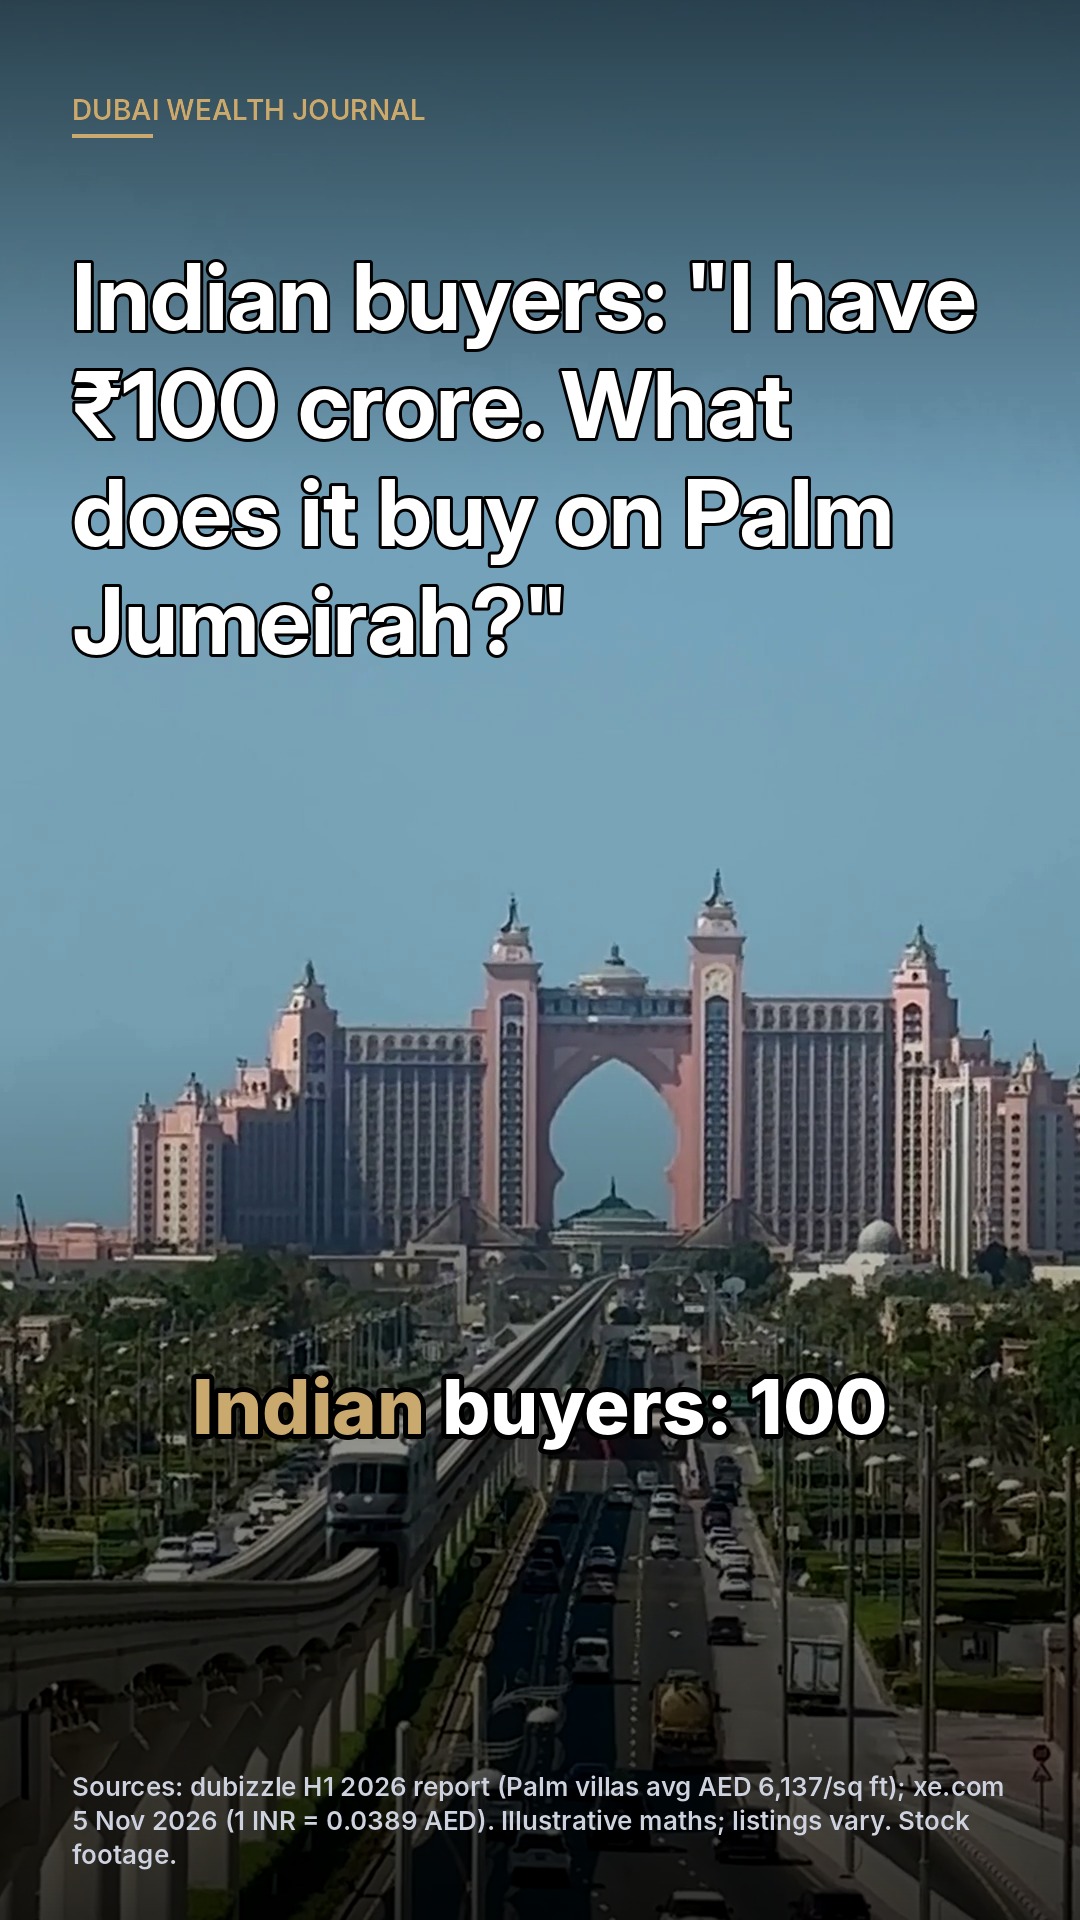 DUBAI WEALTH JOURNAL
Indian buyers: "I have
₹100 crore. What
does it buy on Palm
Jumeirah?"
Indian buyers: 100
Sources: dubizzle H1 2026 report (Palm villas avg AED 6,137/sq ft); xe.com
5 Nov 2026 (1 INR = 0.0389 AED). Illustrative maths; listings vary. Stock
footage.